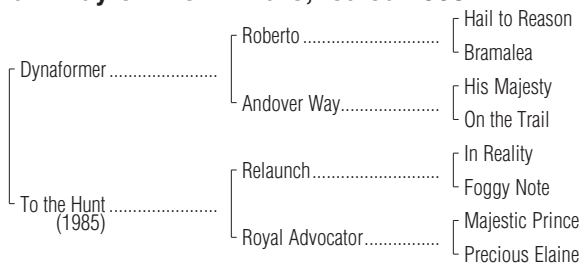 Hail to Reason
Roberto ........................
Bramalea
Dynaformer .......................
His Majesty
Andover Way.....................
On the Trail
In Reality
Relaunch...........................
Foggy Note
To the Hunt.......................
(1985)
Majestic Prince
Royal Advocator................
Precious Elaine